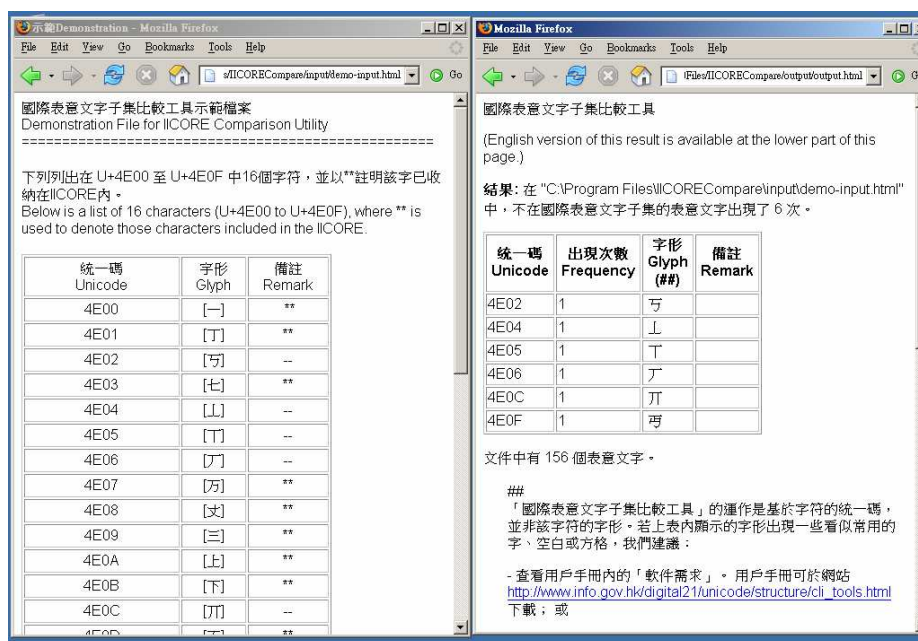 示範Demonstration - Mozilla Firefox
File Edit View Go Bookmarks Tools Help
s/IICORECompare/input/demo-input.html Go
國際表意文字子集比較工具示範檔案
Demonstration File for IICORE Comparison Utility
====================================================
下列列出在 U+4E00 至 U+4E0F 中16個字符，並以**註明該字已收
納在IICORE內。
Below is a list of 16 characters (U+4E00 to U+4E0F), where ** is
used to denote those characters included in the IICORE.
統一碼 字形 備註
Unicode Glyph Remark
4E00 [一] **
4E01 [丁] **
4E02 [丂] --
4E03 [七] **
4E04 [丄] --
4E05 [丅] --
4E06 [丆] --
4E07 [万] **
4E08 [丈] **
4E09 [三] **
4E0A [上] **
4E0B [下] **
4E0C [丌] --
Mozilla Firefox
File Edit View Go Bookmarks Tools Help
Files/IICORECompare/output/output.html
國際表意文字子集比較工具
(English version of this result is available at the lower part of this
page.)
結果: 在 "C:\Program Files\IICORECompare\input\demo-input.html"
中，不在國際表意文字子集的表意文字出現了 6 次。
統一碼 出現次數 字形 備註
Unicode Frequency Glyph Remark
(##)
4E02 1 丂
4E04 1 丄
4E05 1 丅
4E06 1 丆
4E0C 1 丌
4E0F 1 丏
文件中有 156 個表意文字。
##
「國際表意文字子集比較工具」的運作是基於字符的統一碼，
並非該字符的字形。若上表內顯示的字形出現一些看似常用的
字、空白或方格，我們建議：
- 查看用戶手冊內的「軟件需求」。用戶手冊可於網站
http://www.info.gov.hk/digital21/unicode/structure/cli_tools.html
下載； 或